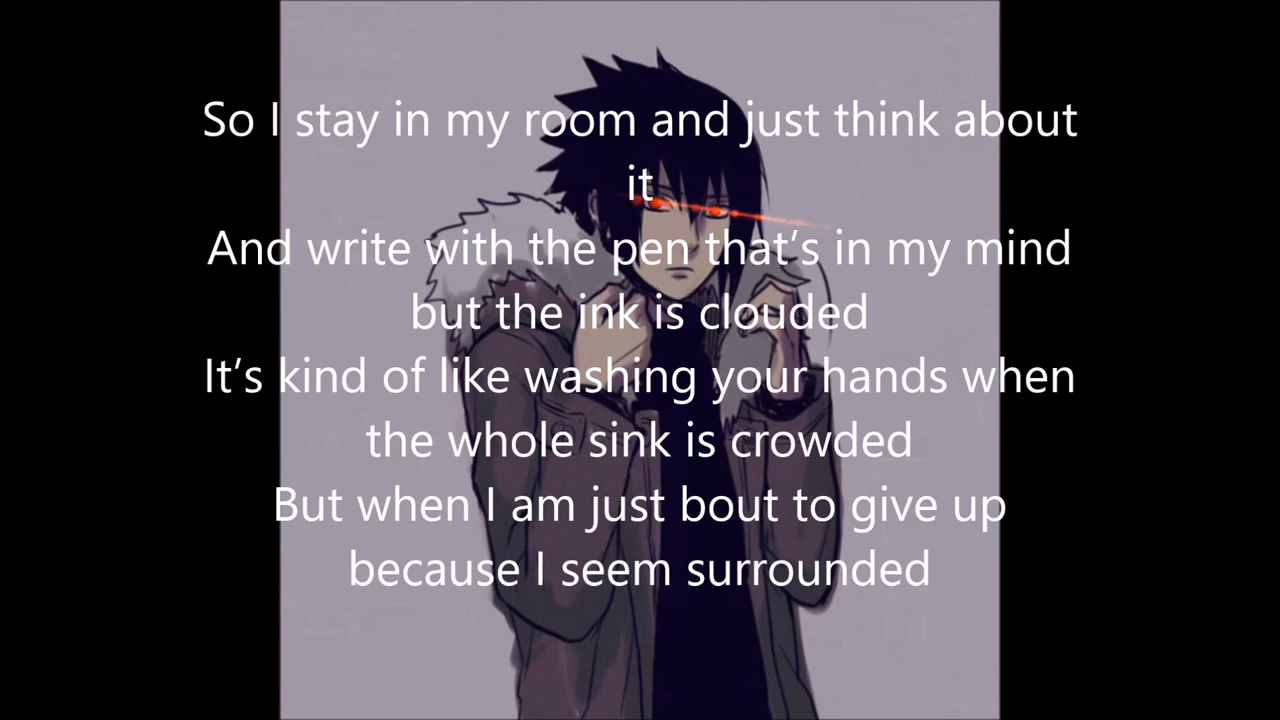 So I stay in my room and just think about
it
And write with the pen that’s in my mind
but the ink is clouded
It’s kind of like washing your hands when
the whole sink is crowded
But when I am just bout to give up
because I seem surrounded